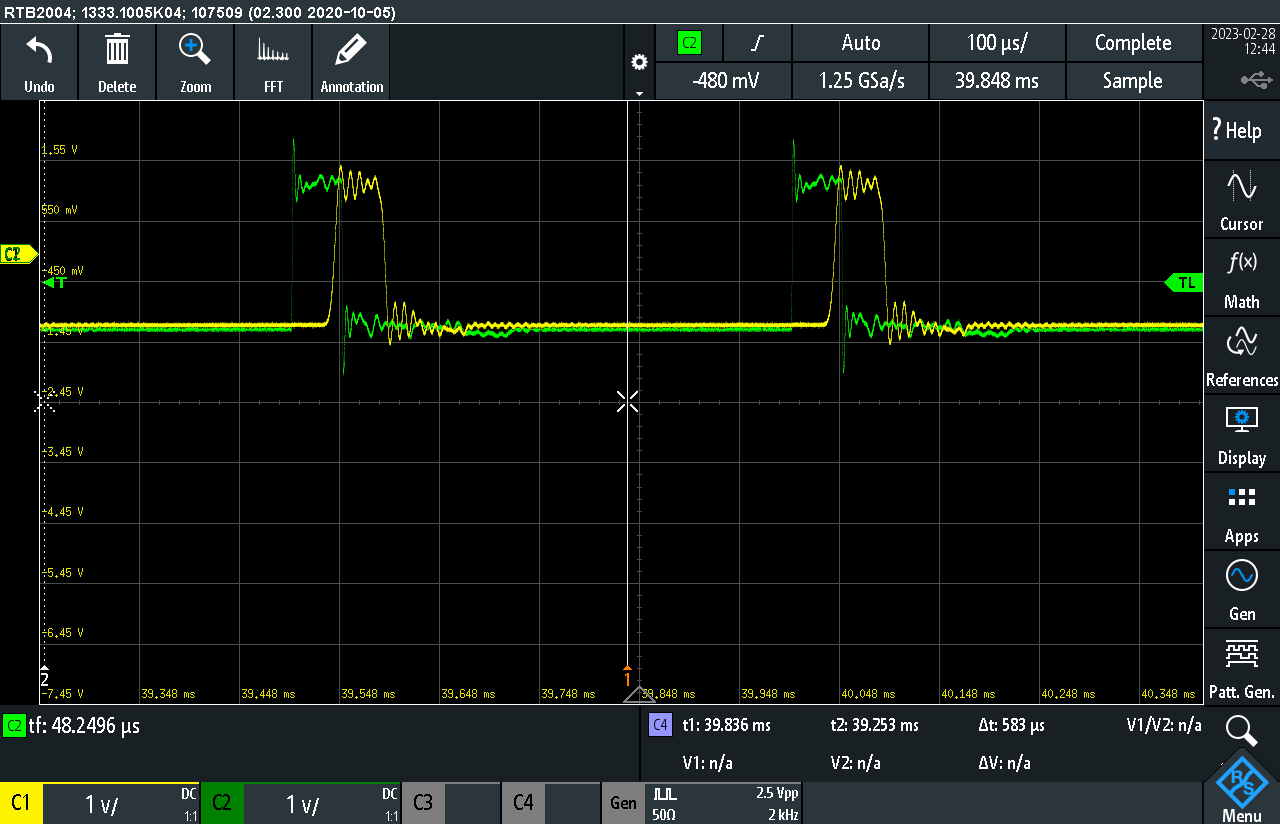 RTB2004; 1333.1005K04; 107509 (02.300 2020-10-05)
Undo
Delete
Zoom
FFT
Annotation
C2
Auto
100 µs/
Complete
-480 mV
1.25 GSa/s
39.848 ms
Sample
2023-02-28
12:44
1.55 V
550 mV
-450 mV
T
TL
-1.45 V
-2.45 V
-3.45 V
-4.45 V
-5.45 V
-6.45 V
-7.45 V
2
1
39.348 ms
39.448 ms
39.548 ms
39.648 ms
39.748 ms
39.848 ms
39.948 ms
40.048 ms
40.148 ms
40.248 ms
40.348 ms
? Help
Cursor
f(x)
Math
References
Display
Apps
Gen
Patt. Gen.
C2 tf: 48.2496 µs
C4 t1: 39.836 ms t2: 39.253 ms Δt: 583 µs V1/V2: n/a
V1: n/a V2: n/a ΔV: n/a
C1 1 V/ DC 1:1
C2 1 V/ DC 1:1
C3
C4
Gen 2.5 Vpp
50Ω 2 kHz
R&S
Menu